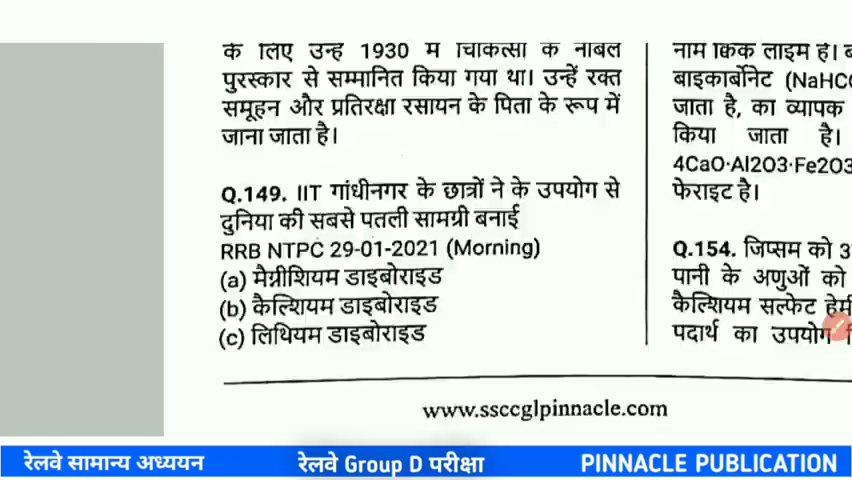 के लिए उन्हें 1930 में चिकित्सा के नोबेल
पुरस्कार से सम्मानित किया गया था। उन्हें रक्त
समूहन और प्रतिरक्षा रसायन के पिता के रूप में
जाना जाता है।
Q.149. IIT गांधीनगर के छात्रों ने के उपयोग से
दुनिया की सबसे पतली सामग्री बनाई
RRB NTPC 29-01-2021 (Morning)
(a) मैग्नीशियम डाइबोराइड
(b) कैल्शियम डाइबोराइड
(c) लिथियम डाइबोराइड
नाम क्विक लाइम है।
बाइकार्बोनेट (NaHC
जाता है, का व्यापक
किया जाता है।
4CaO·Al2O3·Fe2O3
फेराइट है।
Q.154. जिप्सम को 3
पानी के अणुओं को
कैल्शियम सल्फेट हेमी
पदार्थ का उपयोग
www.ssccglpinnacle.com
रेलवे सामान्य अध्ययन
रेलवे Group D परीक्षा
PINNACLE PUBLICATION